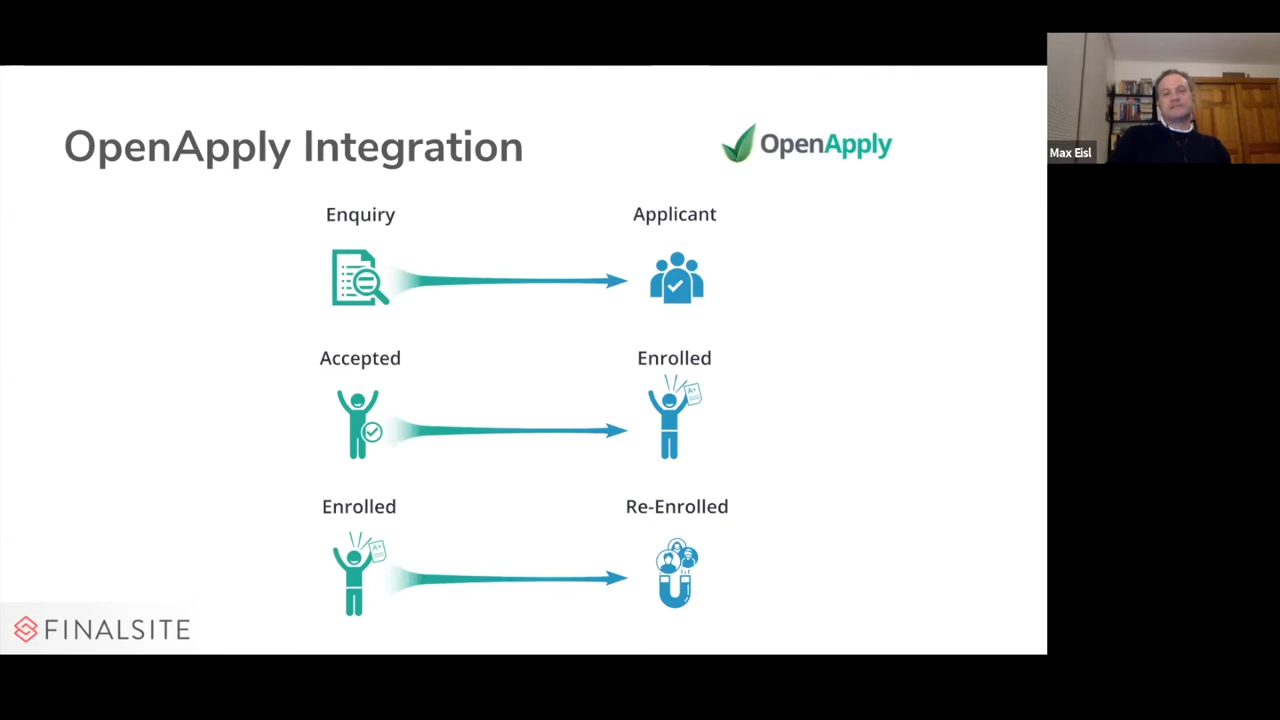 OpenApply Integration
OpenApply
Max Eisl
Enquiry
Applicant
Accepted
Enrolled
A+
Enrolled
Re-Enrolled
A+
FINALSITE